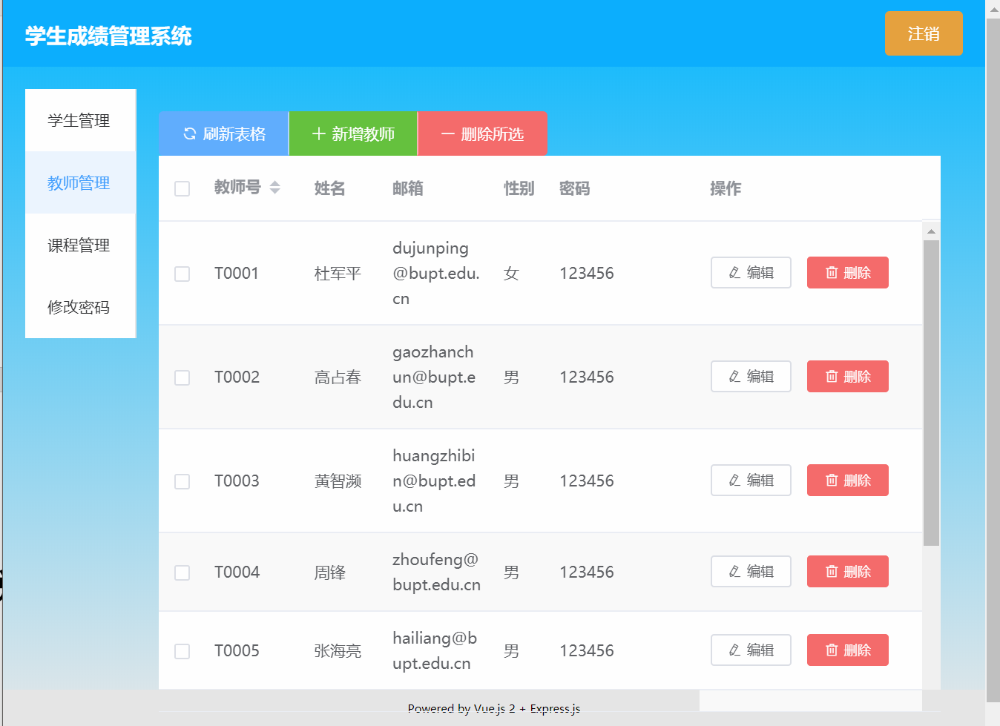 学生成绩管理系统
注销
学生管理
教师管理
课程管理
修改密码
刷新表格 新增教师 删除所选
教师号 姓名 邮箱 性别 密码 操作
T0001 杜军平 dujunping
@bupt.edu.
cn 女 123456 编辑 删除
T0002 高占春 gaozhanch
un@bupt.e
du.cn 男 123456 编辑 删除
T0003 黄智濒 huangzhibi
n@bupt.ed
u.cn 男 123456 编辑 删除
T0004 周锋 zhoufeng@
bupt.edu.cn 男 123456 编辑 删除
T0005 张海亮 hailiang@b
upt.edu.cn 男 123456 编辑 删除
Powered by Vue.js 2 + Express.js